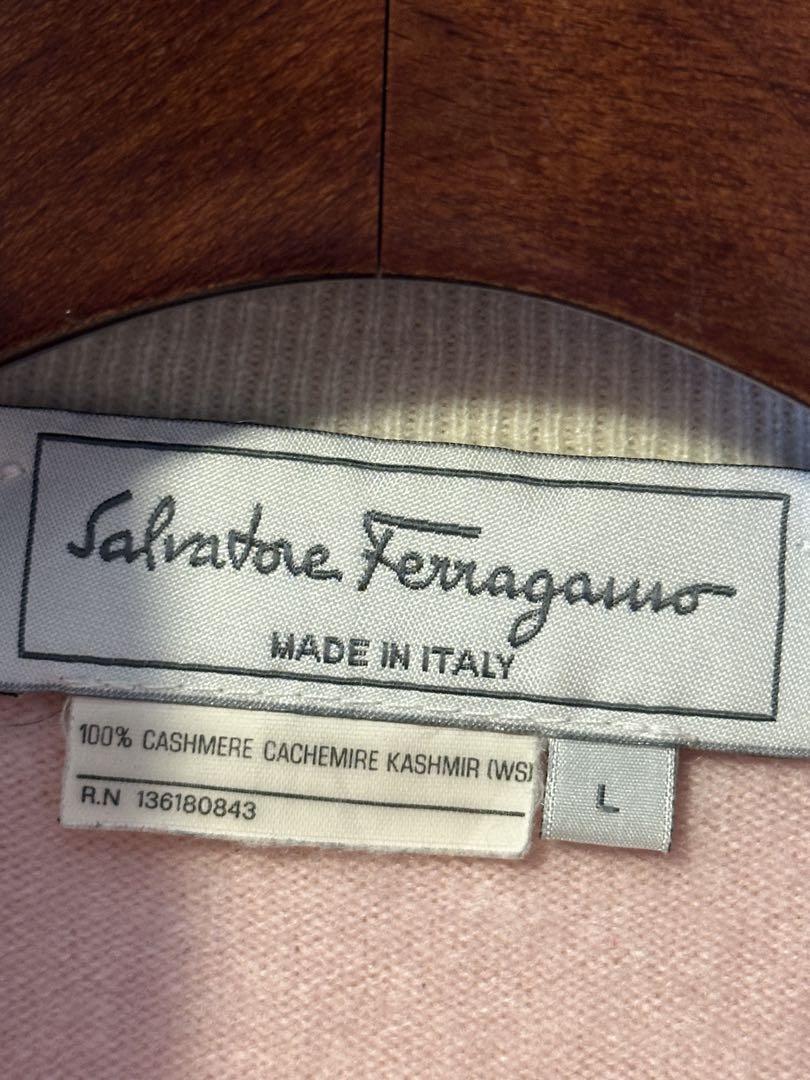 Salvatore Ferragamo
MADE IN ITALY
100% CASHMERE CACHEMIRE KASHMIR (WS)
R.N 136180843
L